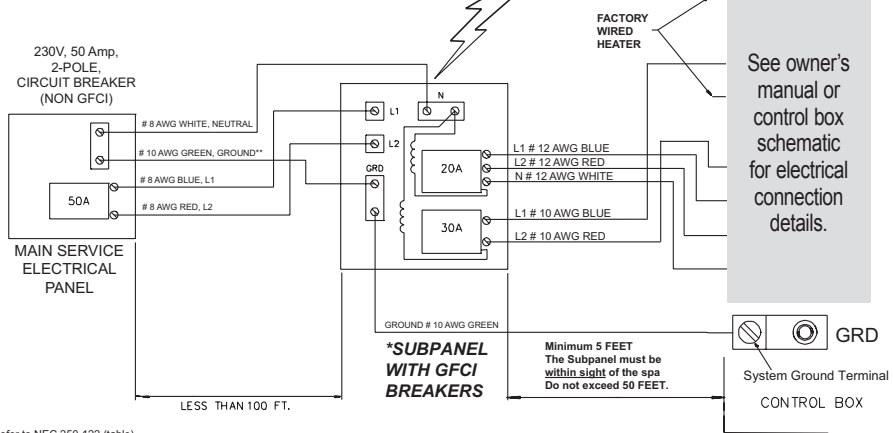 FACTORY
WIRED
HEATER
230V, 50 Amp,
2-POLE,
CIRCUIT BREAKER
(NON GFCI)
See owner's
manual or
control box
schematic
for electrical
connection
details.
N
# 8 AWG WHITE, NEUTRAL
L1
# 10 AWG GREEN, GROUND**
L2
GRD
# 8 AWG BLUE, L1
50A
# 8 AWG RED, L2
20A
L1 # 12 AWG BLUE
L2 # 12 AWG RED
N # 12 AWG WHITE
30A
L1 # 10 AWG BLUE
L2 # 10 AWG RED
MAIN SERVICE
ELECTRICAL
PANEL
GROUND # 10 AWG GREEN
GRD
*SUBPANEL
WITH GFCI
BREAKERS
Minimum 5 FEET
The Subpanel must be
within sight of the spa
Do not exceed 50 FEET.
System Ground Terminal
CONTROL BOX
LESS THAN 100 FT.